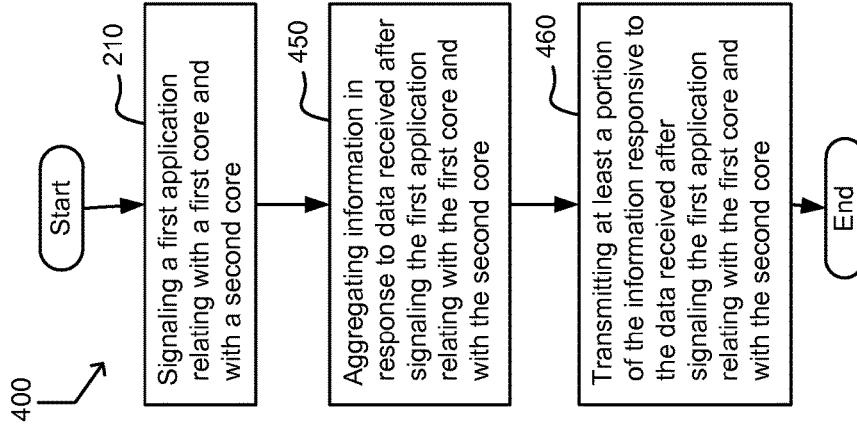 400
Start
210
Signaling a first application
relating with a first core and
with a second core
450
Aggregating information in
response to data received after
signaling the first application
relating with the first core and
with the second core
460
Transmitting at least a portion
of the information responsive to
the data received after
signaling the first application
relating with the first core and
with the second core
End